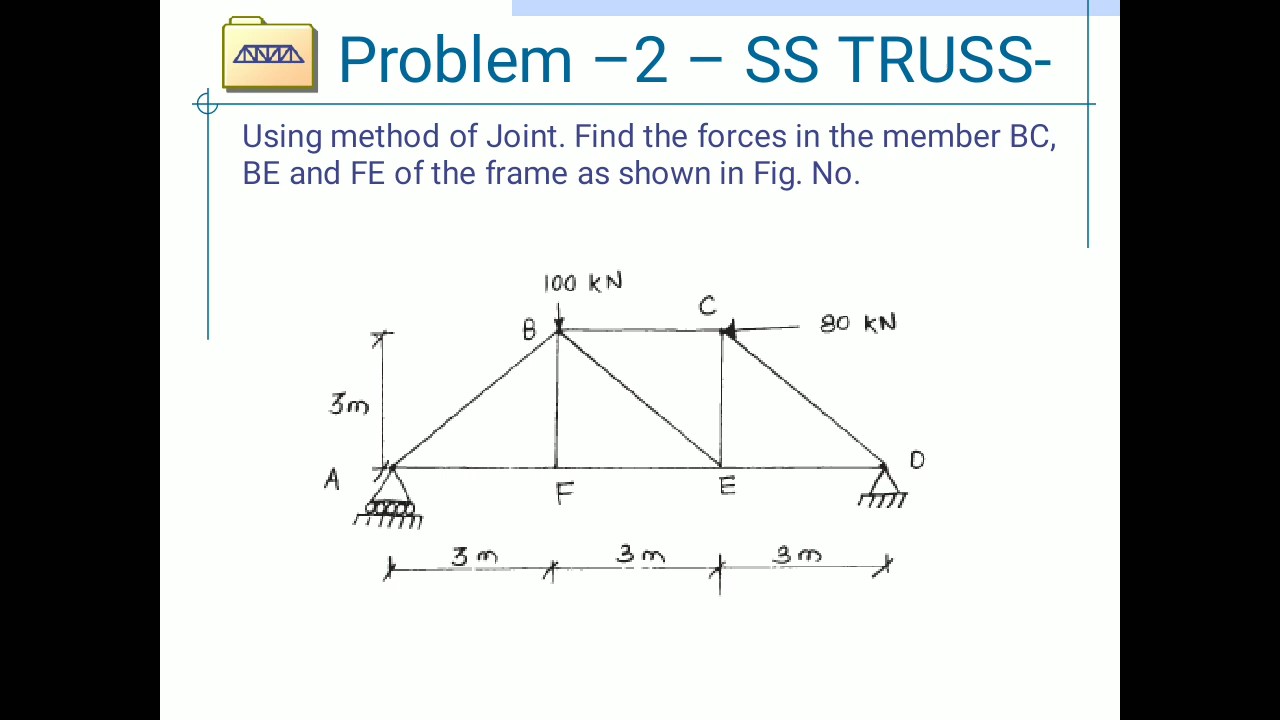 Problem –2 – SS TRUSS-
Using method of Joint. Find the forces in the member BC,
BE and FE of the frame as shown in Fig. No.
100 kN
C
B
80 kN
3m
A
D
F
E
3 m
3 m
3 m